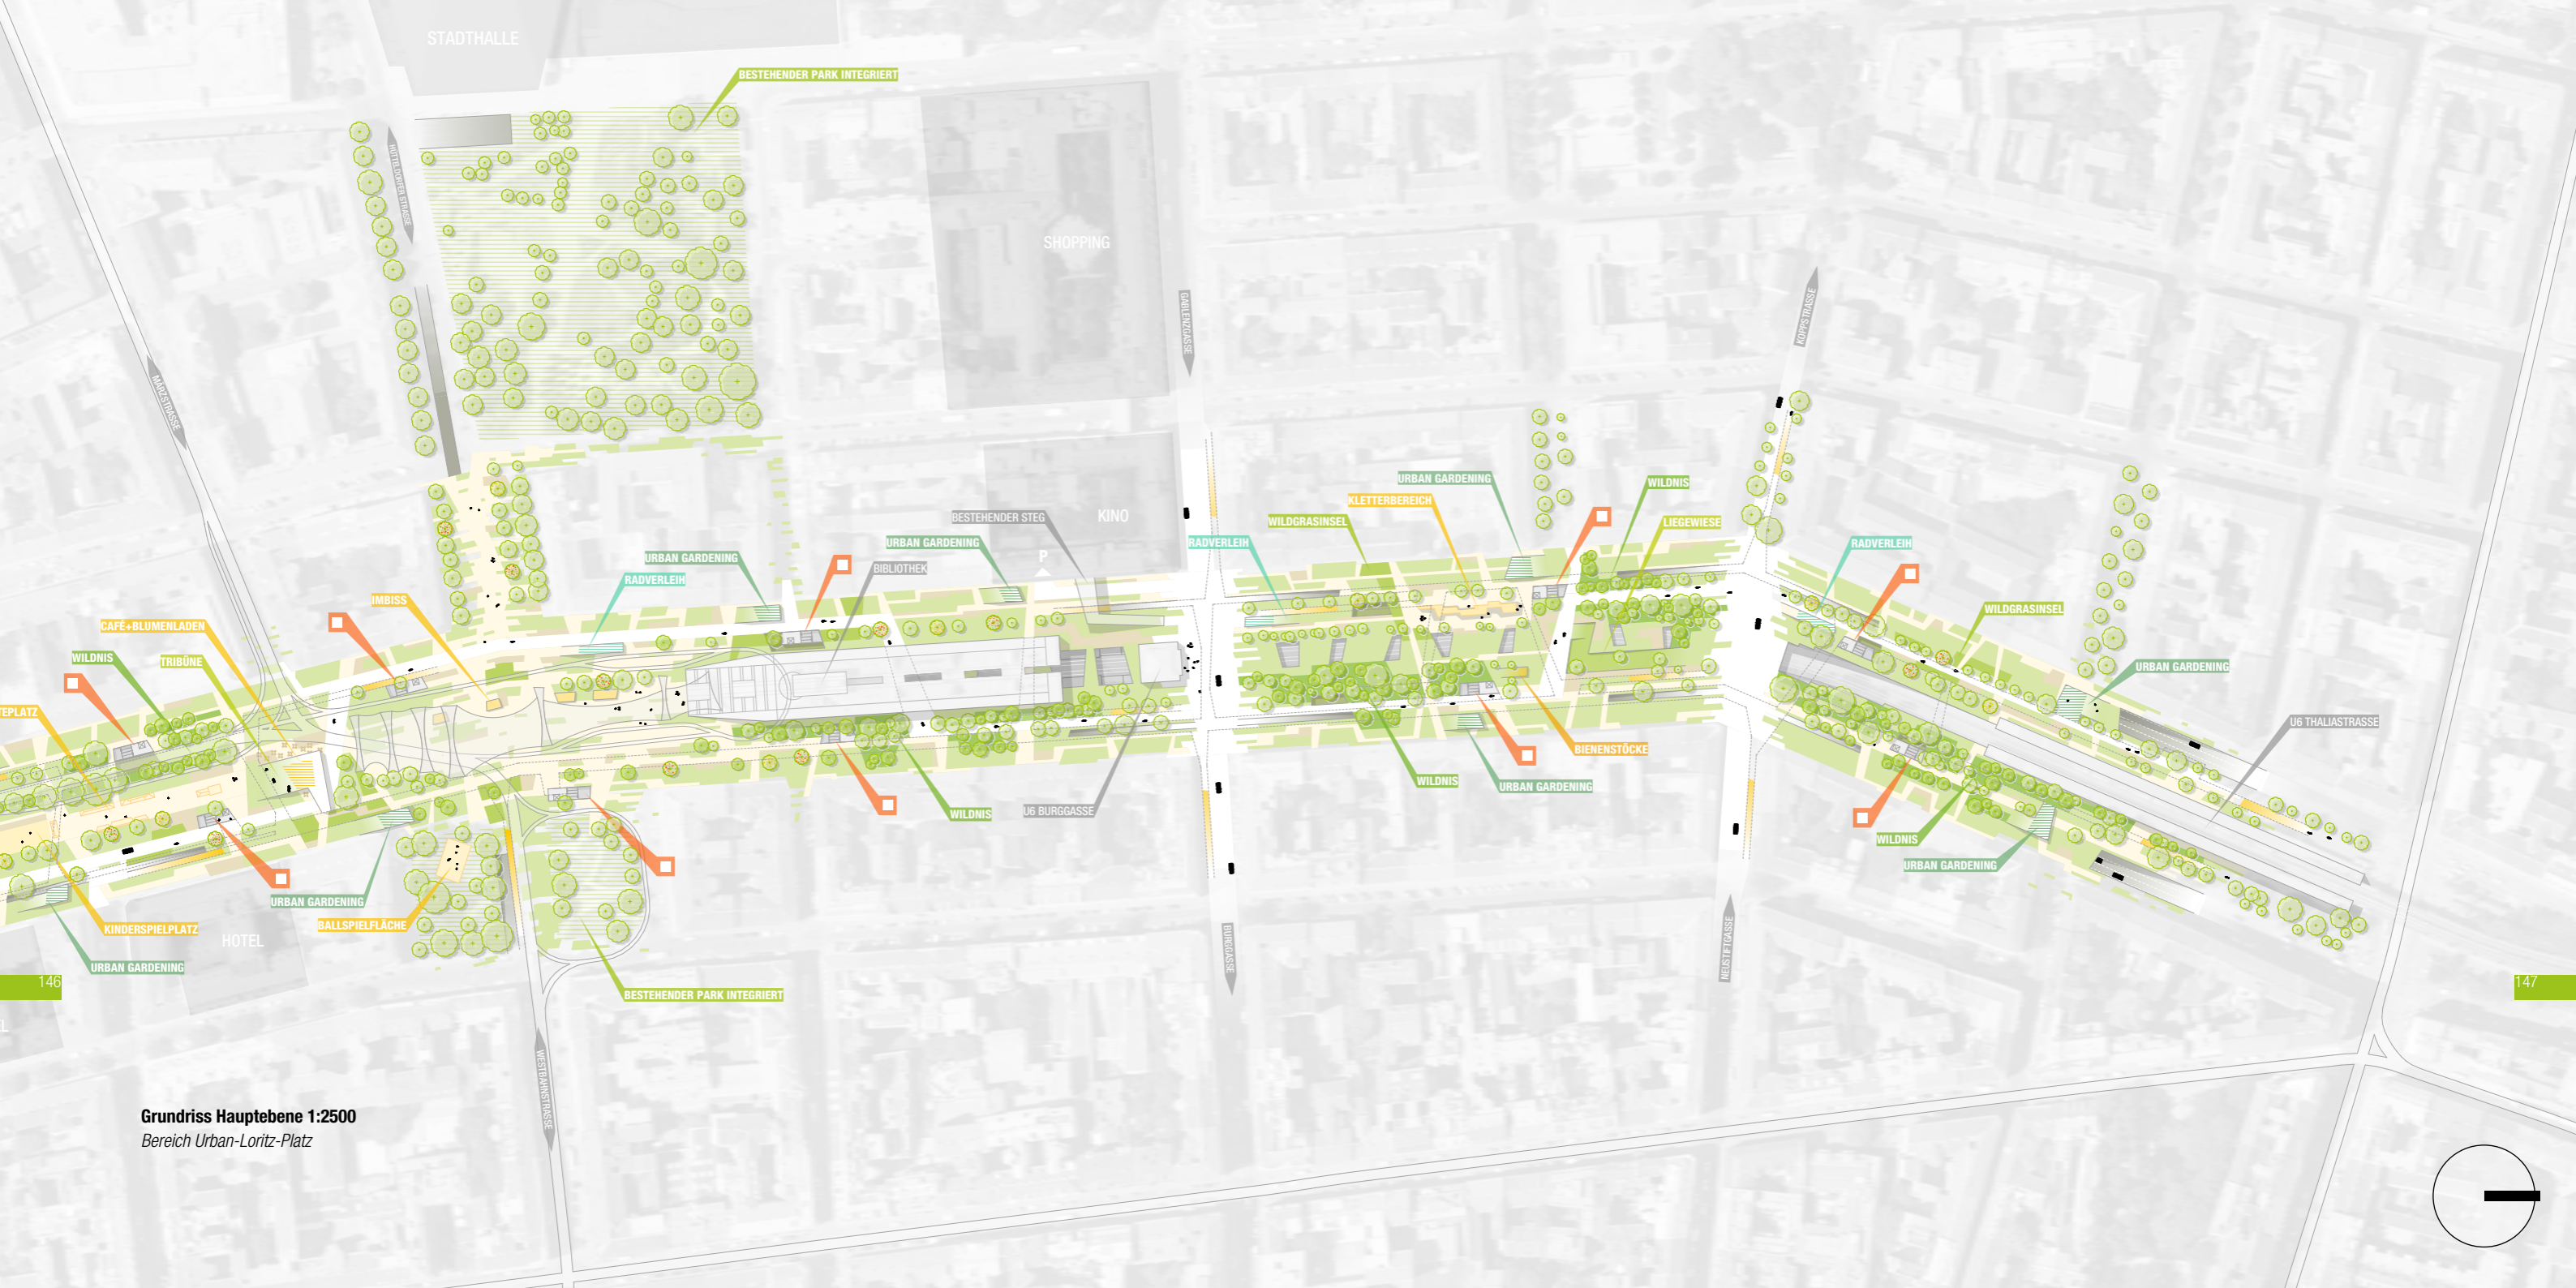 STADTHALLE
BESTEHENDER PARK INTEGRIERT
HÜTTELDORFER STRASSE
SHOPPING
GABLENZGASSE
KOPPSTRASSE
MÄRZSTRASSE
URBAN GARDENING
WILDNIS
KLETTERBEREICH
BESTEHENDER STEG
KINO
WILDGRASINSEL
LIEGEWIESE
URBAN GARDENING
RADVERLEIH
RADVERLEIH
URBAN GARDENING
P
BIBLIOTHEK
RADVERLEIH
IMBISS
WILDGRASINSEL
CAFÉ+BLUMENLADEN
WILDNIS
TRIBÜNE
URBAN GARDENING
TEPLATZ
U6 THALIASTRASSE
BIENENSTÖCKE
WILDNIS
URBAN GARDENING
U6 BURGGASSE
WILDNIS
WILDNIS
URBAN GARDENING
URBAN GARDENING
BALLSPIELFLÄCHE
KINDERSPIELPLATZ
HOTEL
URBAN GARDENING
BURGGASSE
NEUSTIFTGASSE
146
147
BESTEHENDER PARK INTEGRIERT
L
WESTBAHNSTRASSE
Grundriss Hauptebene 1:2500
Bereich Urban-Loritz-Platz